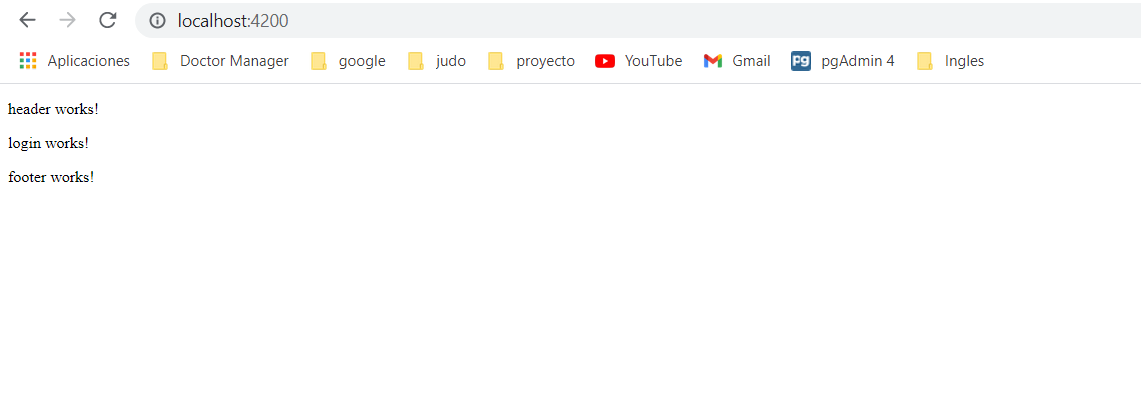 localhost:4200
Aplicaciones Doctor Manager google judo proyecto YouTube Gmail pg pgAdmin 4 Ingles
header works!
login works!
footer works!